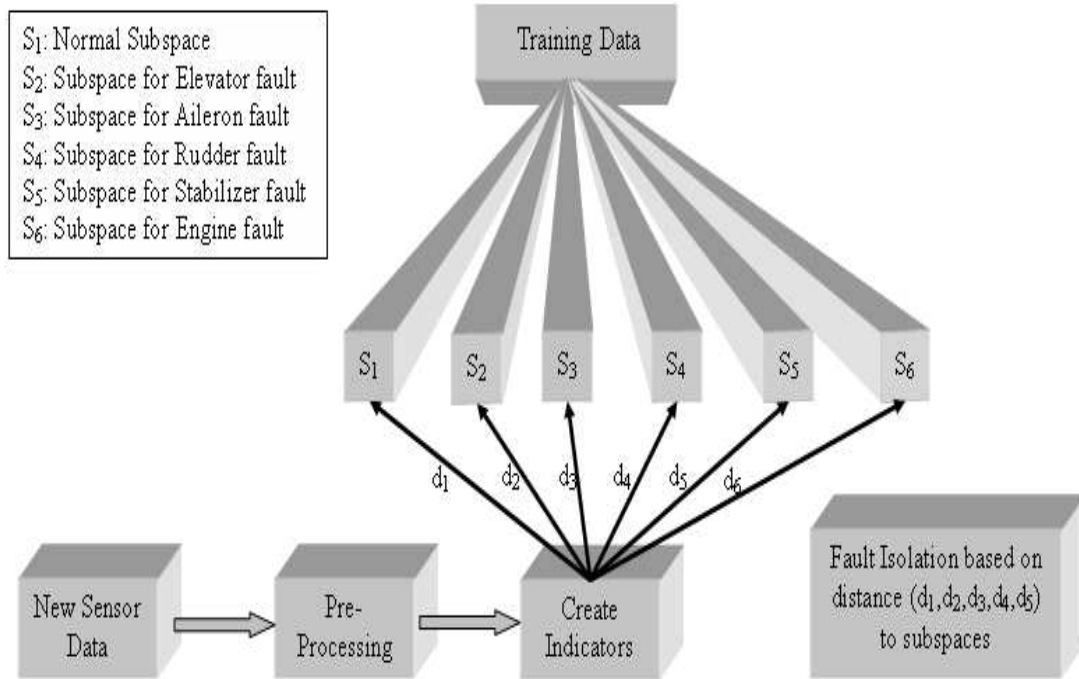 S₁: Normal Subspace
S₂: Subspace for Elevator fault
S₃: Subspace for Aileron fault
S₄: Subspace for Rudder fault
S₅: Subspace for Stabilizer fault
S₆: Subspace for Engine fault
Training Data
S₁ S₂ S₃ S₄ S₅ S₆
d₁ d₂ d₃ d₄ d₅ d₆
New Sensor
Data
Pre-
Processing
Create
Indicators
Fault Isolation based on
distance (d₁,d₂,d₃,d₄,d₅)
to subspaces